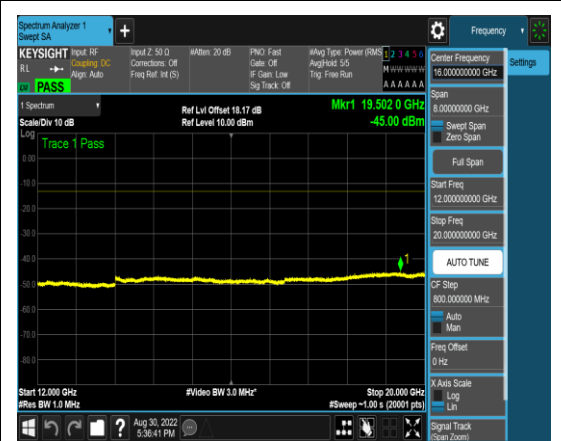 Spectrum Analyzer 1
Swept SA
Frequency
KEYSIGHT
RL
PASS
Input: RF
Coupling: DC
Align: Auto
Input Z: 50 Ω
Corrections: Off
Freq Ref: Int (S)
#Atten: 20 dB
PNO: Fast
Gate: Off
IF Gain: Low
Sig Track: Off
#Avg Type: Power (RMS
Avg|Hold: 5/5
Trig: Free Run
1 2 3 4 5 6
M W W W W W
A A A A A A
1 Spectrum
Scale/Div 10 dB
Ref Lvl Offset 18.17 dB
Ref Level 10.00 dBm
Mkr1 19.502 0 GHz
-45.00 dBm
Log
Trace 1 Pass
0.00
-10.0
-20.0
-30.0
-40.0
-50.0
-60.0
-70.0
-80.0
1
Start 12.000 GHz
#Res BW 1.0 MHz
#Video BW 3.0 MHz*
Stop 20.000 GHz
#Sweep ~1.00 s (20001 pts)
Aug 30, 2022
5:36:41 PM
Center Frequency
16.000000000 GHz
Settings
Span
8.00000000 GHz
Swept Span
Zero Span
Full Span
Start Freq
12.000000000 GHz
Stop Freq
20.000000000 GHz
AUTO TUNE
CF Step
800.000000 MHz
Auto
Man
Freq Offset
0 Hz
X Axis Scale
Log
Lin
Signal Track
(Span Zoom)